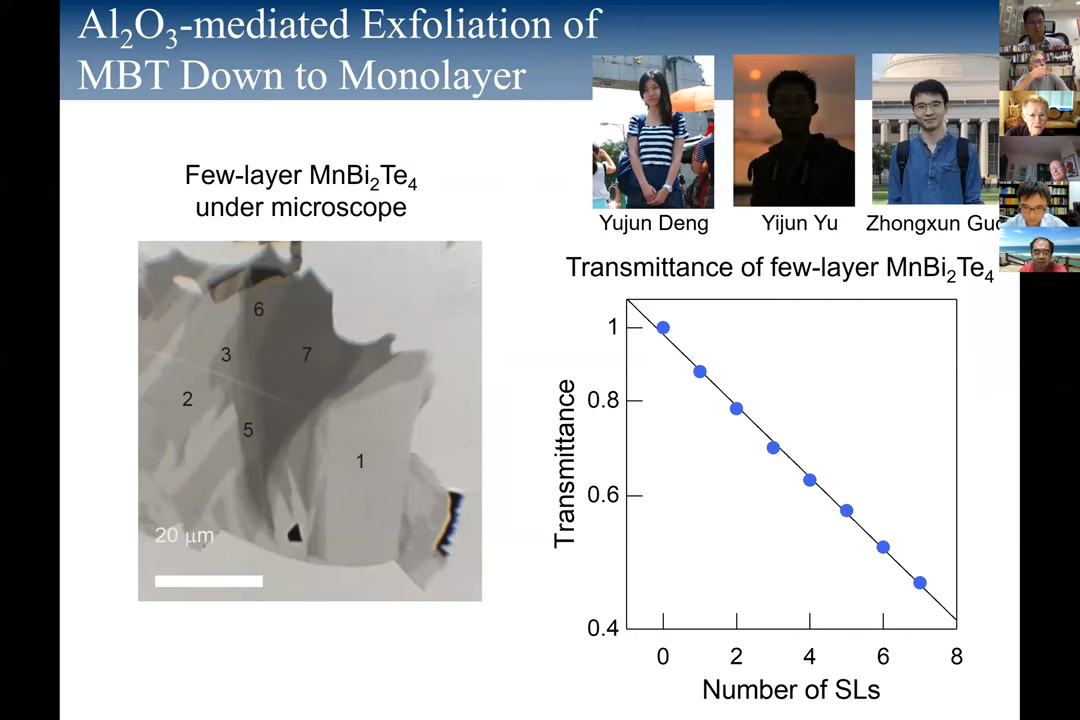 Al₂O₃-mediated Exfoliation of
MBT Down to Monolayer
Yujun Deng
Yijun Yu
Zhongxun Guo
Few-layer MnBi₂Te₄
under microscope
6
3
7
2
5
1
20 μm
Transmittance of few-layer MnBi₂Te₄
Transmittance
1
0.8
0.6
0.4
0 2 4 6 8
Number of SLs